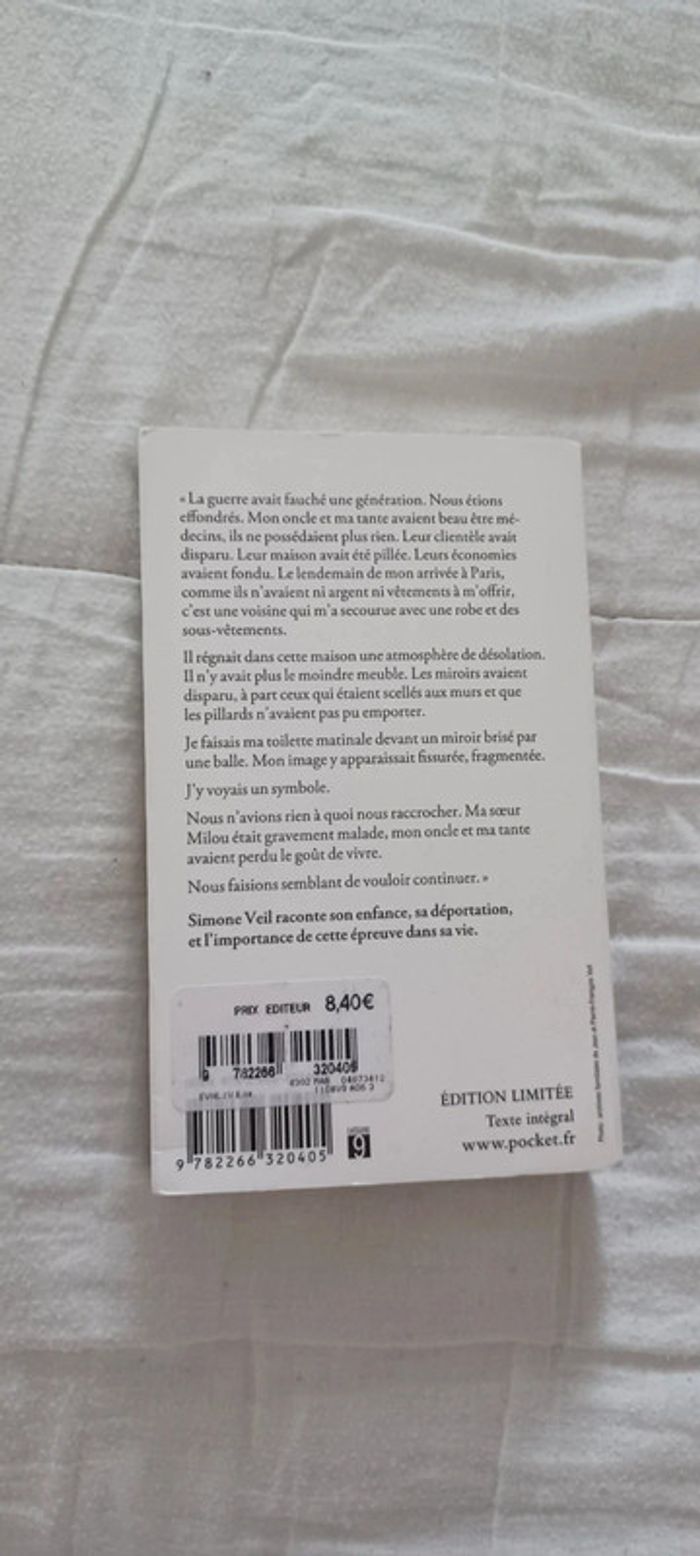 « La guerre avait fauché une génération. Nous étions
effondrés. Mon oncle et ma tante avaient beau être mé-
decins, ils ne possédaient plus rien. Leur clientèle avait
disparu. Leur maison avait été pillée. Leurs économies
avaient fondu. Le lendemain de mon arrivée à Paris,
comme ils n'avaient ni argent ni vêtements à m'offrir,
c'est une voisine qui m'a secourue avec une robe et des
sous-vêtements.
Il régnait dans cette maison une atmosphère de désolation.
Il n'y avait plus le moindre meuble. Les miroirs avaient
disparu, à part ceux qui étaient scellés aux murs et que
les pillards n'avaient pas pu emporter.
Je faisais ma toilette matinale devant un miroir brisé par
une balle. Mon image y apparaissait fissurée, fragmentée.
J'y voyais un symbole.
Nous n'avions rien à quoi nous raccrocher. Ma sœur
Milou était gravement malade, mon oncle et ma tante
avaient perdu le goût de vivre.
Nous faisions semblant de vouloir continuer. »
Simone Veil raconte son enfance, sa déportation,
et l'importance de cette épreuve dans sa vie.
PRIX EDITEUR 8,40€
9 782266 320405
9 782266 320405
9
ÉDITION LIMITÉE
Texte intégral
www.pocket.fr